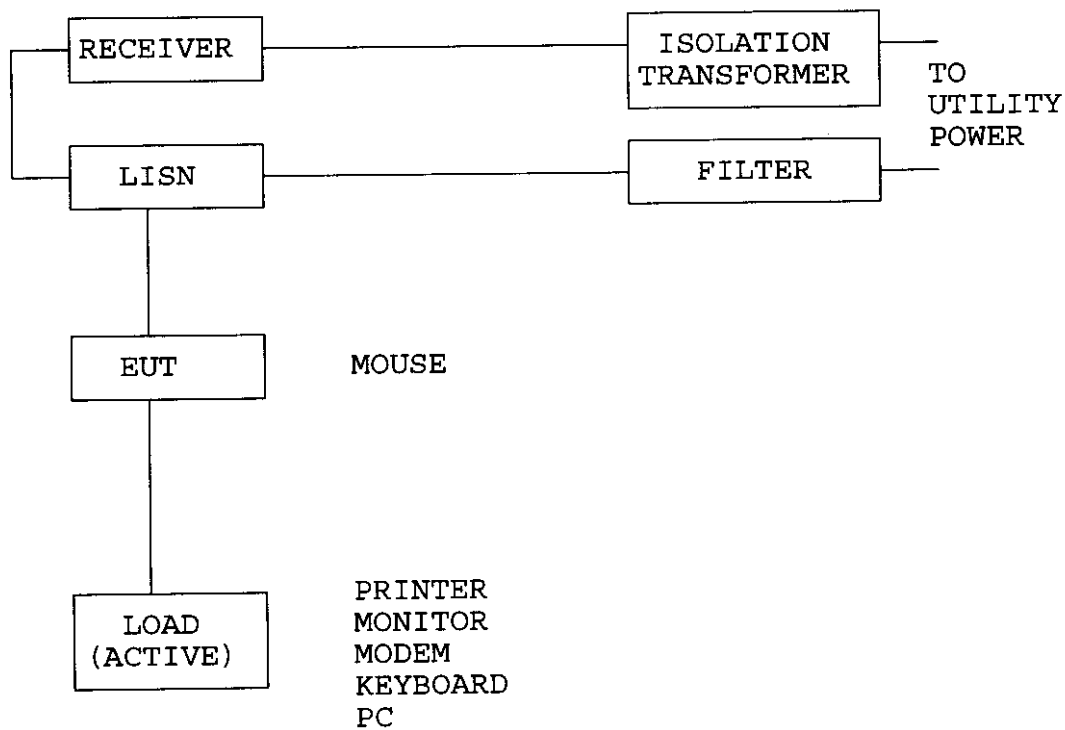 RECEIVER
ISOLATION
TRANSFORMER
TO
UTILITY
POWER
LISN
FILTER
EUT
MOUSE
LOAD
(ACTIVE)
PRINTER
MONITOR
MODEM
KEYBOARD
PC